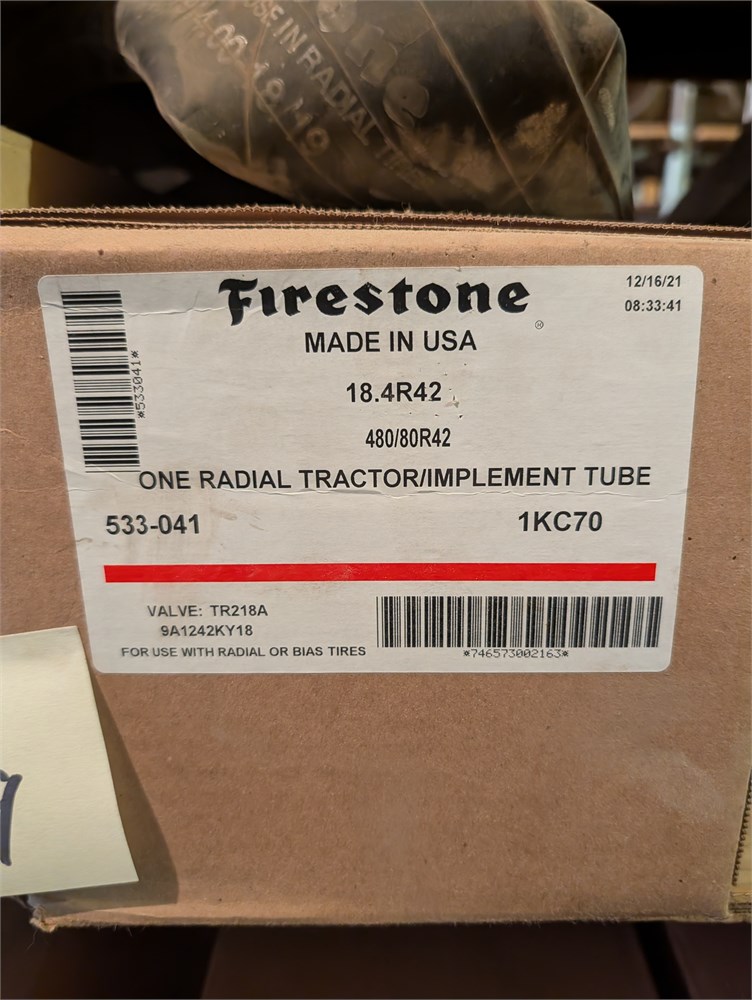 USE IN RADIAL
Firestone
12/16/21
08:33:41
MADE IN USA
*533041*
18.4R42
480/80R42
ONE RADIAL TRACTOR/IMPLEMENT TUBE
533-041
1KC70
VALVE: TR218A
9A1242KY18
FOR USE WITH RADIAL OR BIAS TIRES
*746573002163*